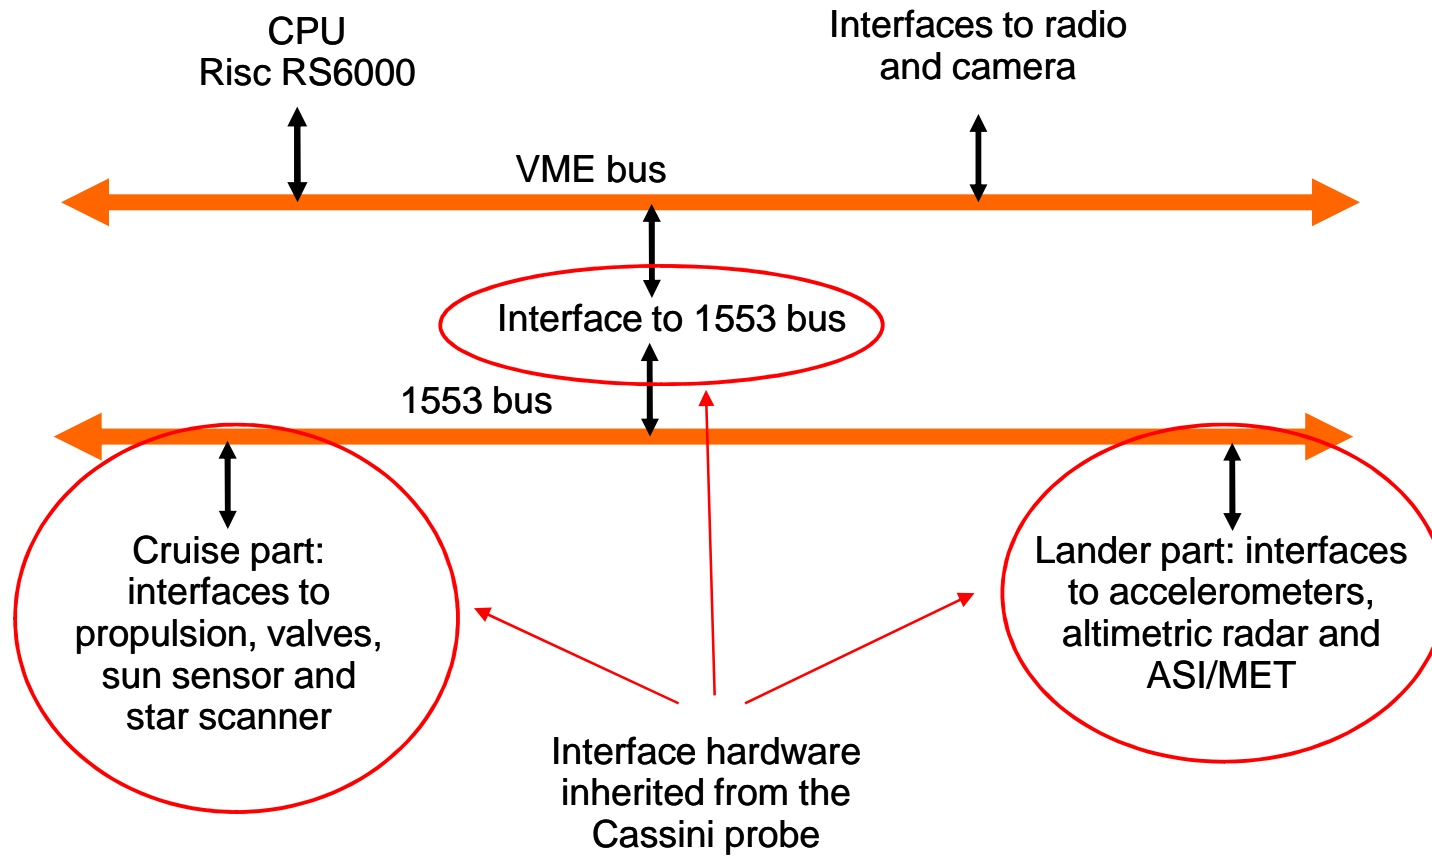 CPU
Risc RS6000
Interfaces to radio
and camera
VME bus
Interface to 1553 bus
1553 bus
Cruise part:
interfaces to
propulsion, valves,
sun sensor and
star scanner
Lander part: interfaces
to accelerometers,
altimetric radar and
ASI/MET
Interface hardware
inherited from the
Cassini probe